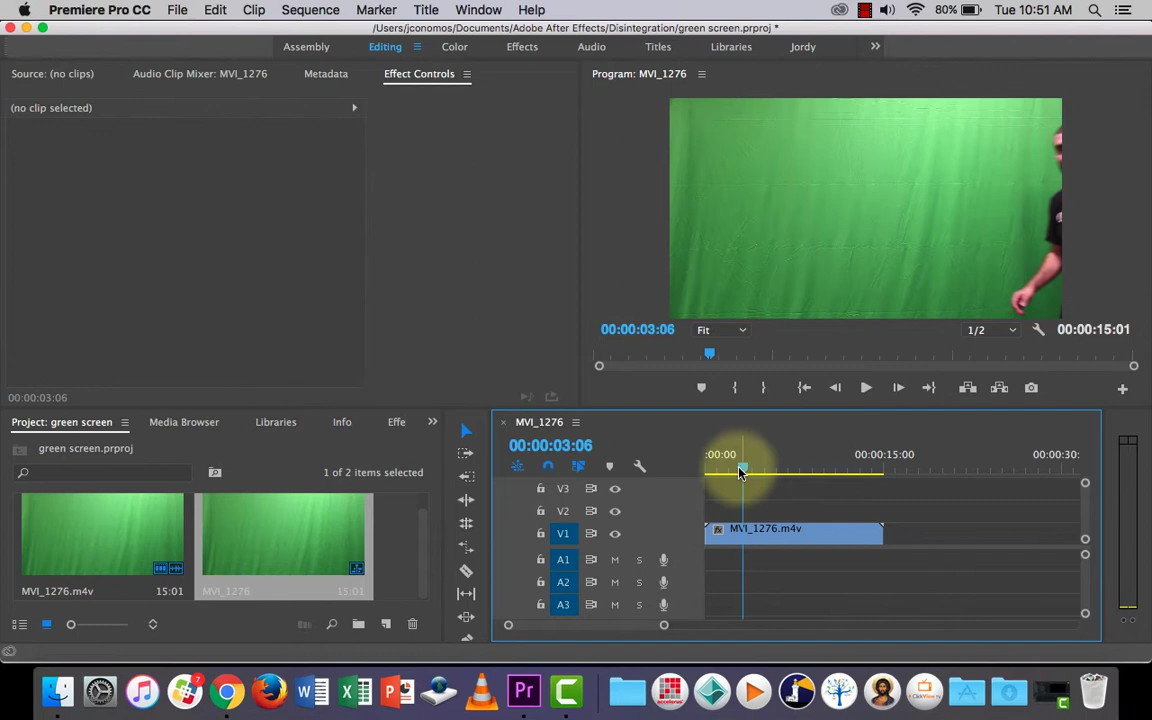 Premiere Pro CC File Edit Clip Sequence Marker Title Window Help 80% Tue 10:51 AM
/Users/jconomos/Documents/Adobe After Effects/Disintegration/green screen.prproj *
Assembly Editing Color Effects Audio Titles Libraries Jordy
Source: (no clips) Audio Clip Mixer: MVI_1276 Metadata Effect Controls Program: MVI_1276
(no clip selected)
00:00:03:06 Fit 1/2 00:00:15:01
00:00:03:06
Project: green screen Media Browser Libraries Info Effe MVI_1276
green screen.prproj 00:00:03:06
:00:00 00:00:15:00 00:00:30:
1 of 2 items selected
V3
V2
V1 fx MVI_1276.m4v
A1 M S
A2 M S
MVI_1276.m4v 15:01 MVI_1276 15:01
A3 M S
7
W X P Pr C
accelerus ClickView